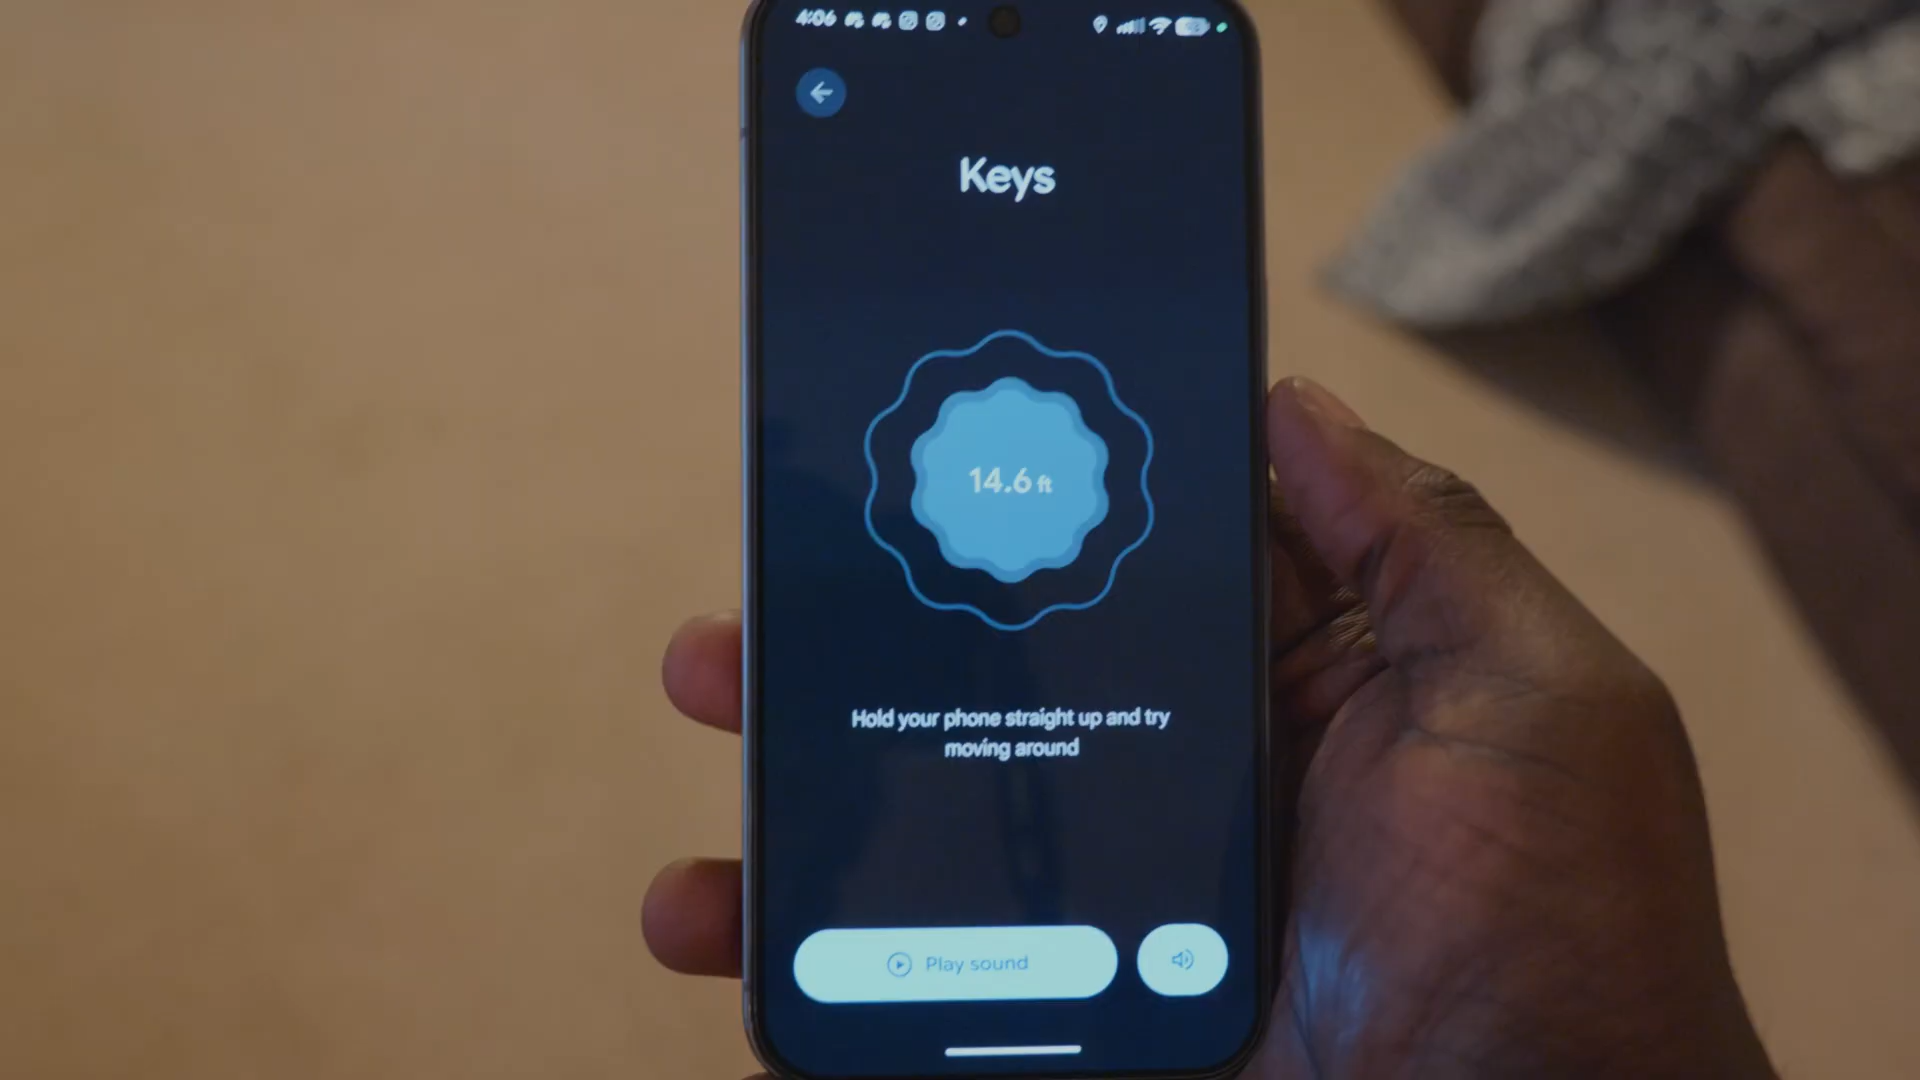 4:06
Keys
14.6 ft
Hold your phone straight up and try
moving around
Play sound